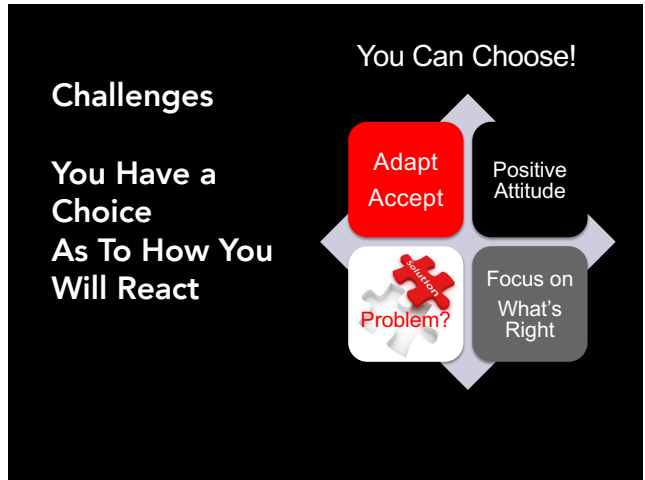 Challenges
You Have a
Choice
As To How You
Will React
You Can Choose!
Adapt
Accept
Positive
Attitude
Solution
Problem?
Focus on
What's
Right